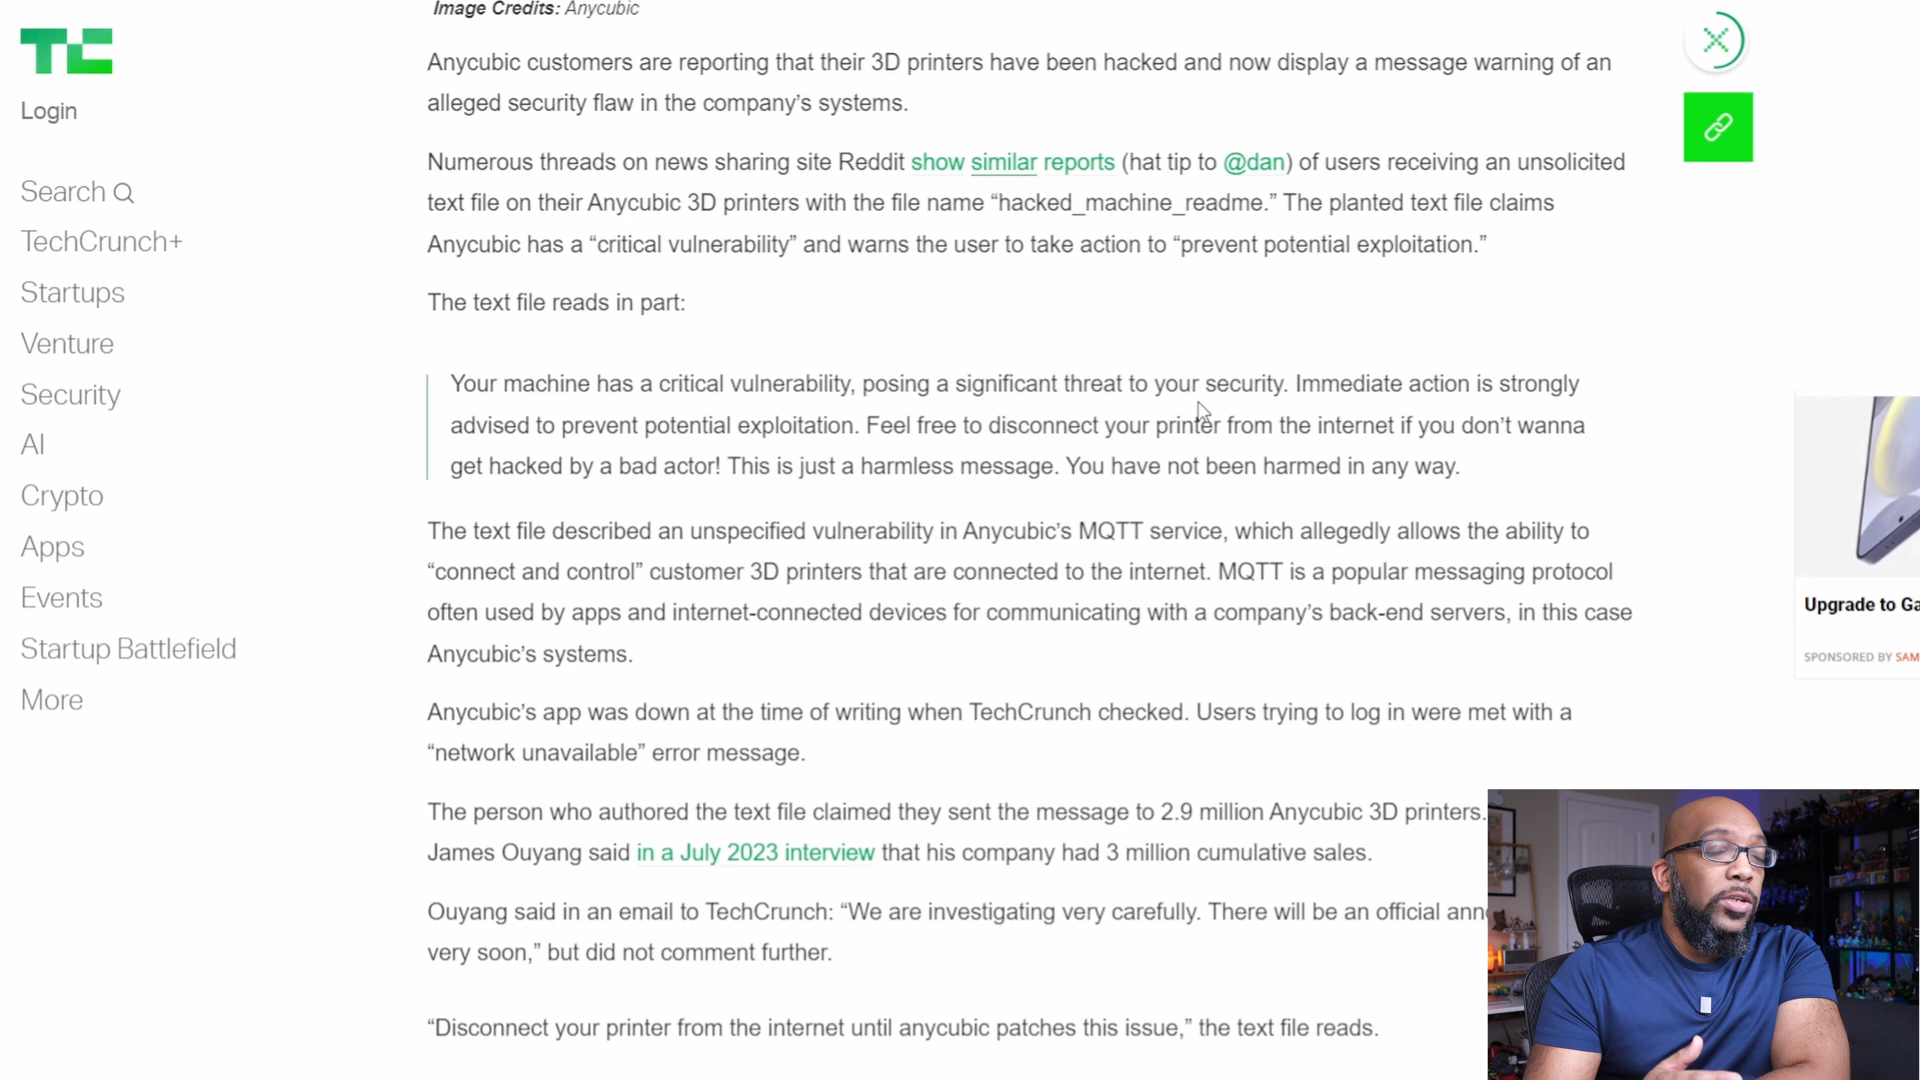 Image Credits: Anycubic
TC
Login
Search
TechCrunch+
Startups
Venture
Security
AI
Crypto
Apps
Events
Startup Battlefield
More
Anycubic customers are reporting that their 3D printers have been hacked and now display a message warning of an
alleged security flaw in the company’s systems.
Numerous threads on news sharing site Reddit show similar reports (hat tip to @dan) of users receiving an unsolicited
text file on their Anycubic 3D printers with the file name “hacked_machine_readme.” The planted text file claims
Anycubic has a “critical vulnerability” and warns the user to take action to “prevent potential exploitation.”
The text file reads in part:
Your machine has a critical vulnerability, posing a significant threat to your security. Immediate action is strongly
advised to prevent potential exploitation. Feel free to disconnect your printer from the internet if you don’t wanna
get hacked by a bad actor! This is just a harmless message. You have not been harmed in any way.
The text file described an unspecified vulnerability in Anycubic’s MQTT service, which allegedly allows the ability to
“connect and control” customer 3D printers that are connected to the internet. MQTT is a popular messaging protocol
often used by apps and internet-connected devices for communicating with a company’s back-end servers, in this case
Anycubic’s systems.
Anycubic’s app was down at the time of writing when TechCrunch checked. Users trying to log in were met with a
“network unavailable” error message.
The person who authored the text file claimed they sent the message to 2.9 million Anycubic 3D printers.
James Ouyang said in a July 2023 interview that his company had 3 million cumulative sales.
Ouyang said in an email to TechCrunch: “We are investigating very carefully. There will be an official ann
very soon,” but did not comment further.
“Disconnect your printer from the internet until anycubic patches this issue,” the text file reads.
Upgrade to Ga
SPONSORED BY SAM